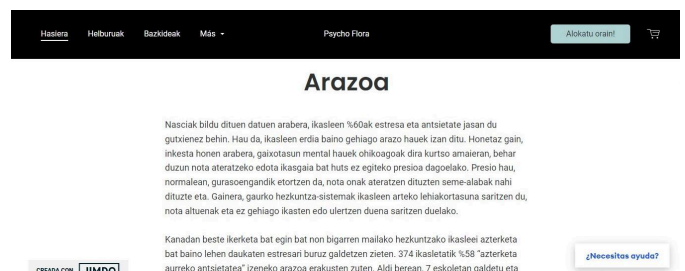 Hasiera Helburuak Bazkideak Más Psycho Flora Alokatu orain!
Arazoa
Nasciak bildu dituen datuen arabera, ikasleen %60ak estresa eta antsietate jasan du
gutxienez behin. Hau da, ikasleen erdia baino gehiago arazo hauek izan ditu. Honetaz gain,
inkesta honen arabera, gaixotasun mental hauek ohikoagoak dira kurtso amaieran, behar
duzun nota ateratzeko edota ikasgaia bat huts ez egiteko presioa dagoelako. Presio hau,
normalean, gurasoengandik etortzen da, nota onak ateratzen dituzten seme-alabak nahi
dituzte eta. Gainera, gaurko hezkuntza-sistemak ikasleen arteko lehiakortasuna saritzen du,
nota altuenak eta ez gehiago ikasten edo ulertzen duena saritzen duelako.
Kanadan beste ikerketa bat egin bat non bigarren mailako hezkuntzako ikasleei azterketa
bat baino lehen daukaten estresari buruz galdetzen zieten. 374 ikasletatik %58 “azterketa
aurreko antsietatea” izeneko arazoa erakusten zuten. Aldi berean, 7 eskoletan galdetu eta
¿Necesitas ayuda?
CREADA CON JIMDO